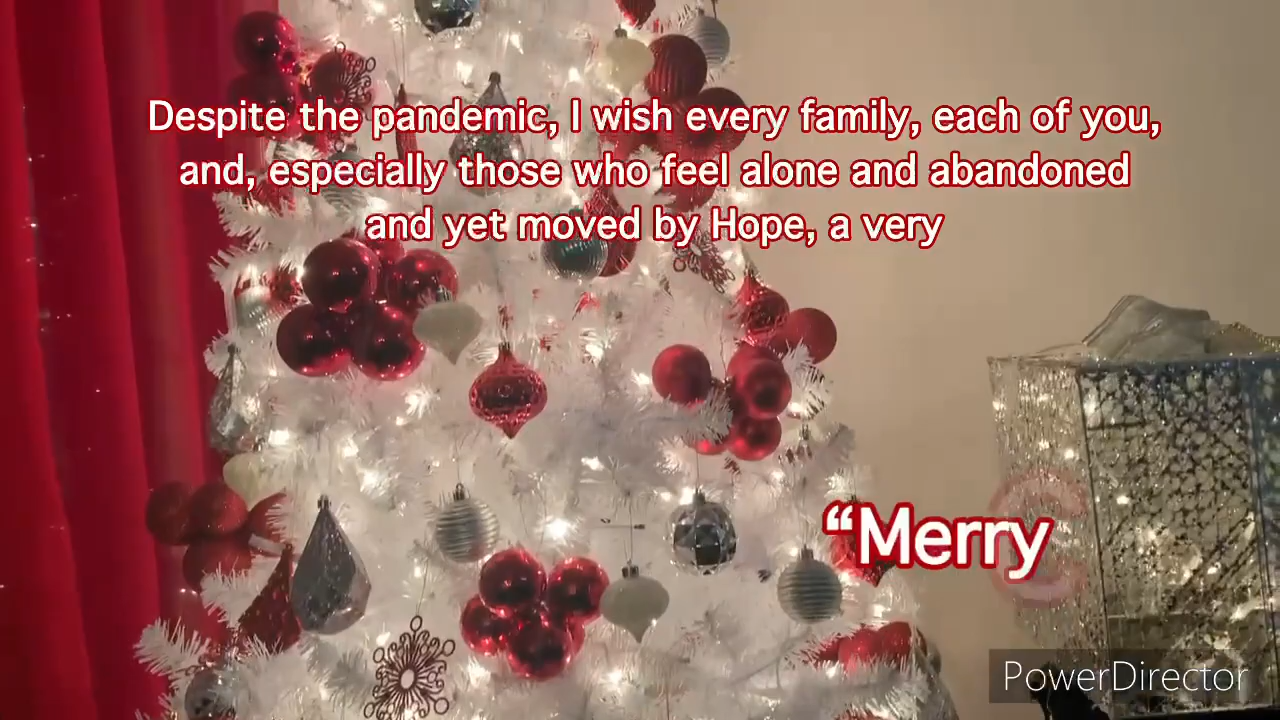 Despite the pandemic, I wish every family, each of you,
and, especially those who feel alone and abandoned
and yet moved by Hope, a very
“Merry
PowerDirector